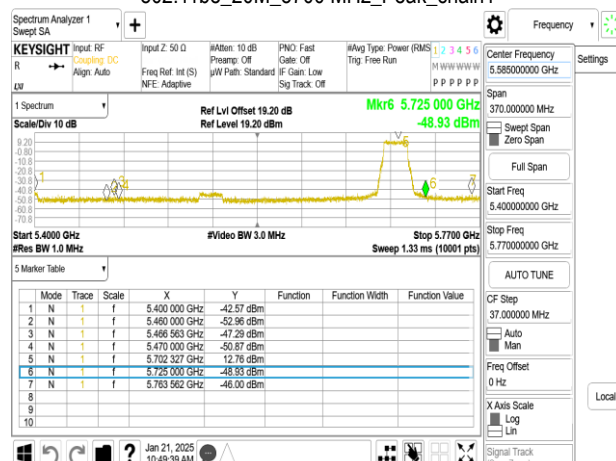 Spectrum Analyzer 1
Swept SA
KEYSIGHT
R
Input: RF
Coupling: DC
Align: Auto
Input Z: 50 Ω
Freq Ref: Int (S)
NFE: Adaptive
#Atten: 10 dB
Preamp: Off
µW Path: Standard
PNO: Fast
Gate: Off
IF Gain: Low
Sig Track: Off
#Avg Type: Power (RMS
Trig: Free Run
1 2 3 4 5 6
M W W W W W
P P P P P P
1 Spectrum
Scale/Div 10 dB
Ref Lvl Offset 19.20 dB
Ref Level 19.20 dBm
Mkr6 5.725 000 GHz
-48.93 dBm
9.20
-0.80
-10.8
-20.8
-30.8
-40.8
-50.8
-60.8
-70.8
1
5
6
7
Start 5.4000 GHz
#Res BW 1.0 MHz
#Video BW 3.0 MHz
Stop 5.7700 GHz
Sweep 1.33 ms (10001 pts)
5 Marker Table
Mode Trace Scale X Y Function Function Width Function Value
1 N 1 f 5.400 000 GHz -42.57 dBm
2 N 1 f 5.460 000 GHz -52.96 dBm
3 N 1 f 5.466 563 GHz -47.29 dBm
4 N 1 f 5.470 000 GHz -50.87 dBm
5 N 1 f 5.702 327 GHz 12.76 dBm
6 N 1 f 5.725 000 GHz -48.93 dBm
7 N 1 f 5.763 562 GHz -46.00 dBm
8
9
10
?
Jan 21, 2025
10:49:39 AM
Frequency
Settings
Center Frequency
5.585000000 GHz
Span
370.000000 MHz
Swept Span
Zero Span
Full Span
Start Freq
5.400000000 GHz
Stop Freq
5.770000000 GHz
AUTO TUNE
CF Step
37.000000 MHz
Auto
Man
Freq Offset
0 Hz
X Axis Scale
Log
Lin
Local
Signal Track